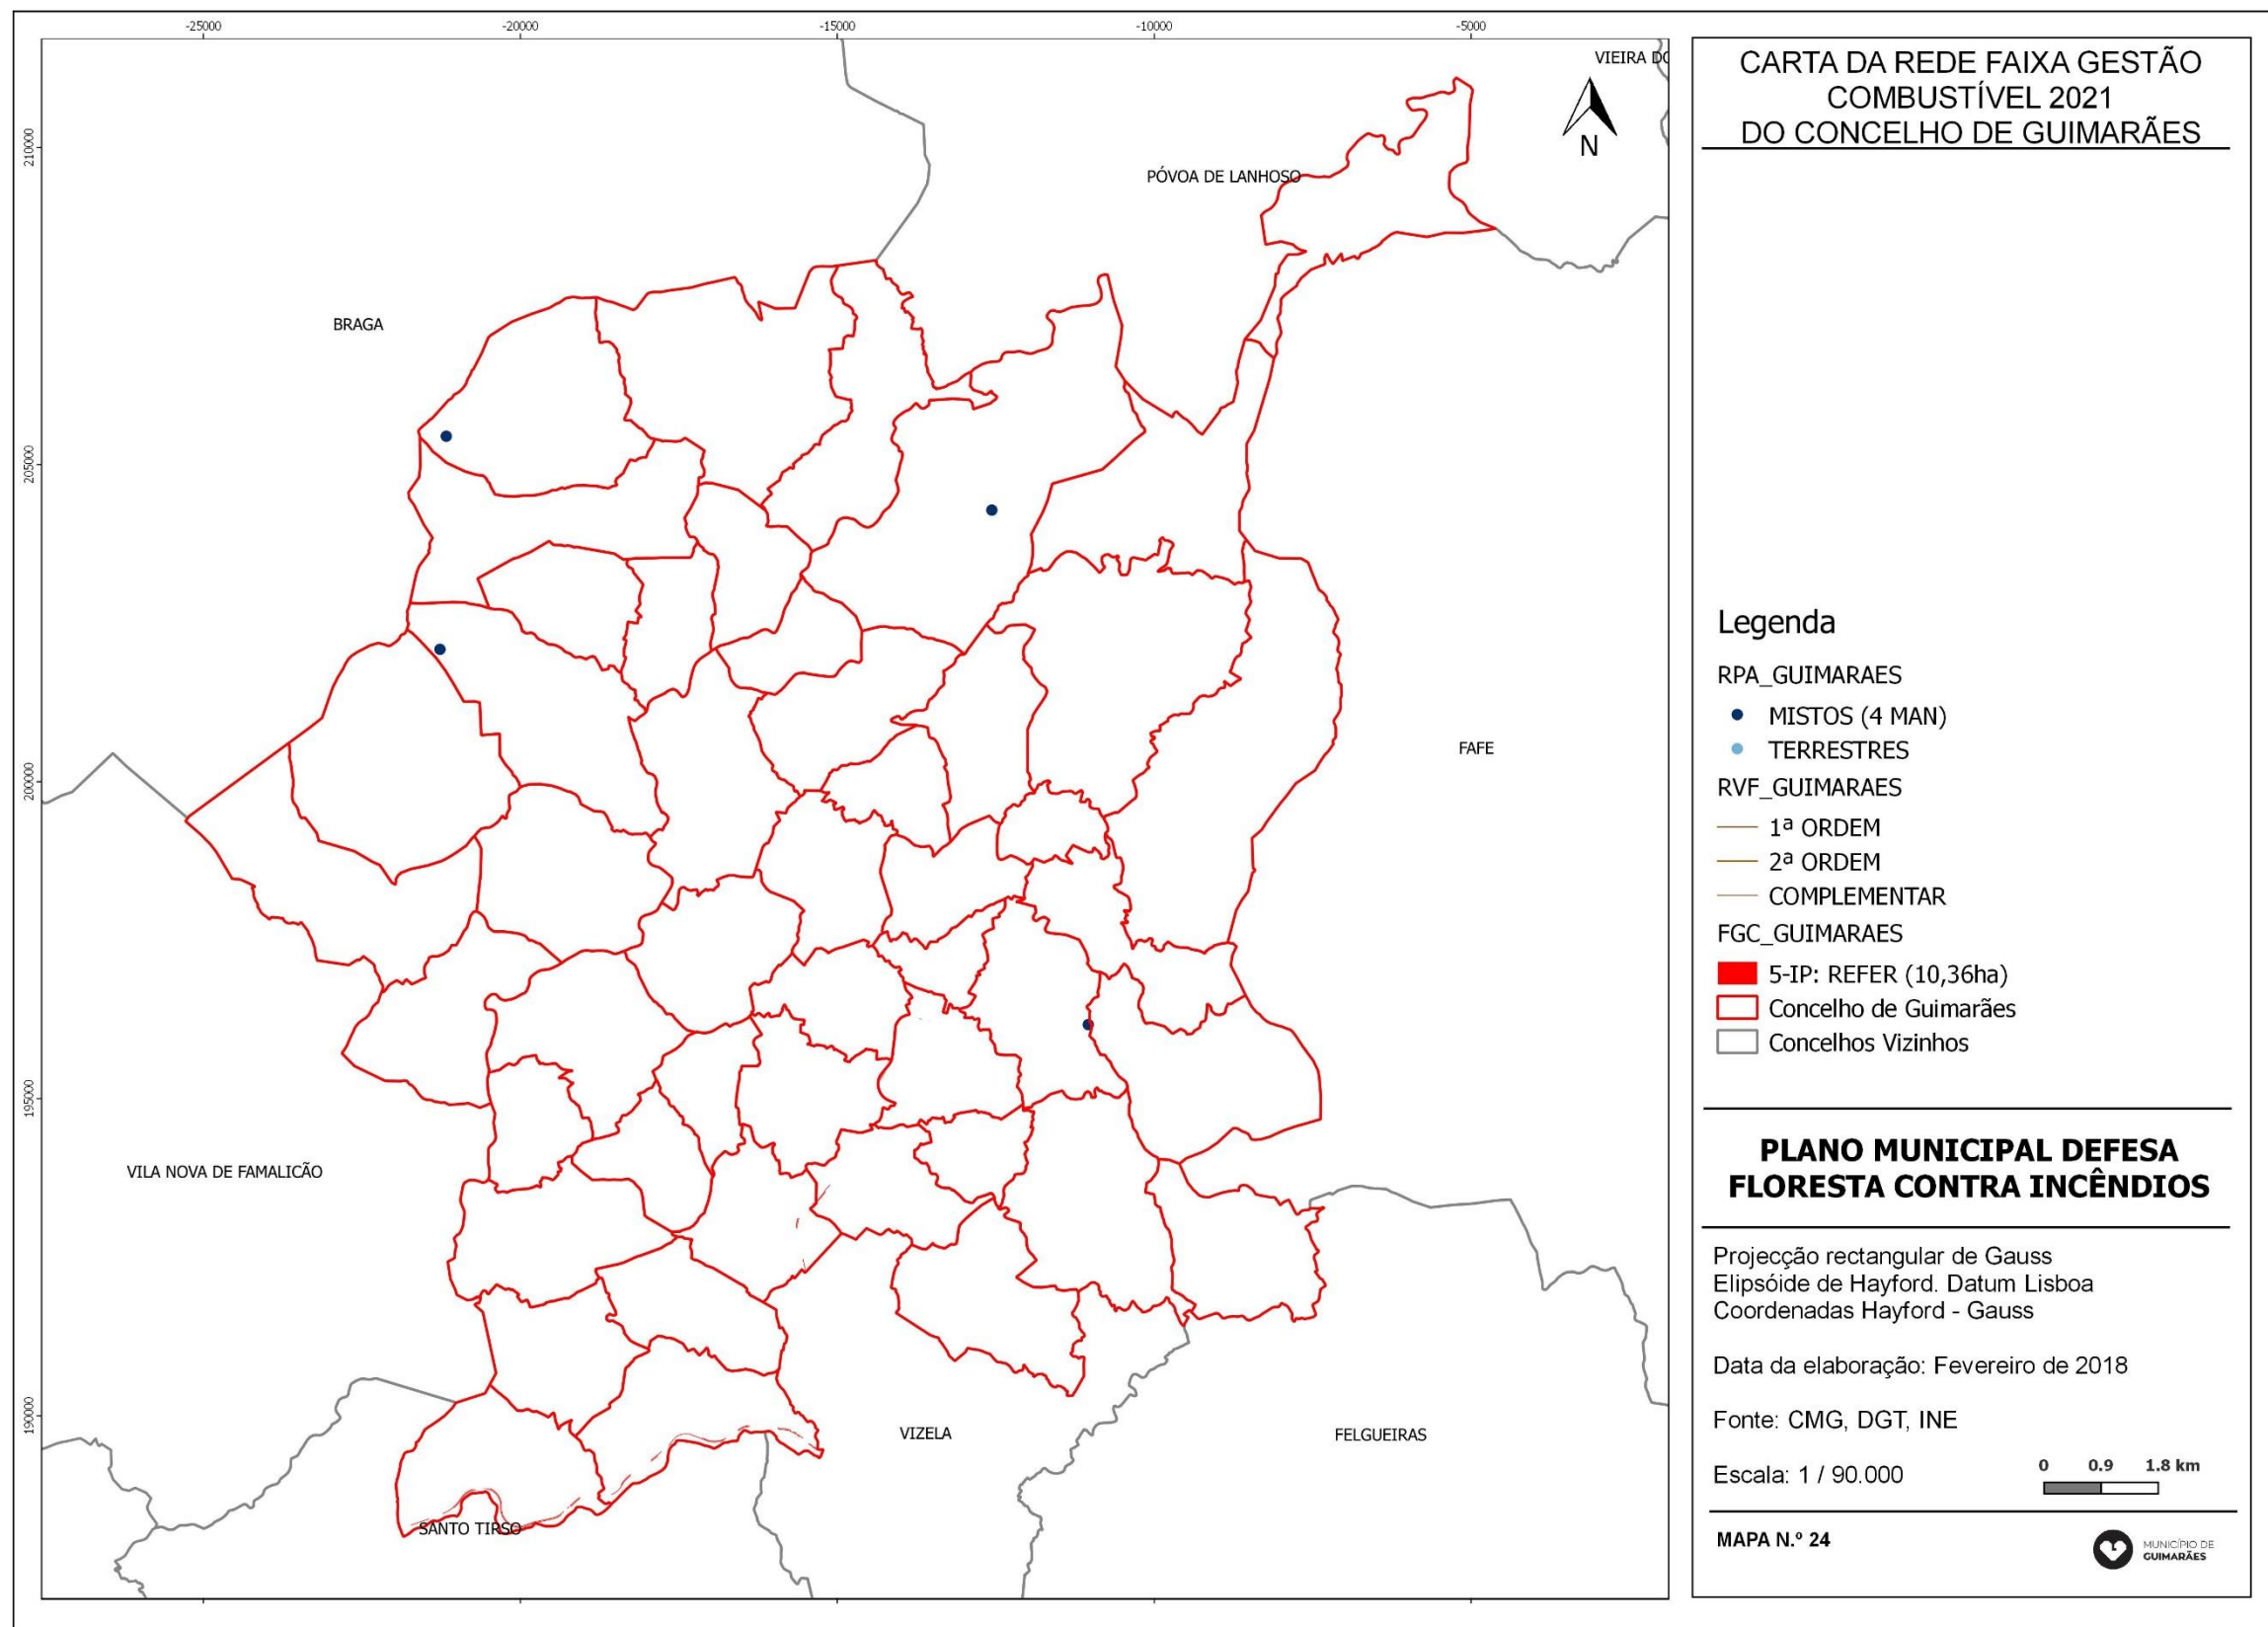 -25000
-20000
-15000
-10000
-5000
210000
205000
200000
195000
190000
VIEIRA DO
N
PÓVOA DE LANHOSO
BRAGA
FAFE
VILA NOVA DE FAMALICÃO
VIZELA
FELGUEIRAS
SANTO TIRSO
CARTA DA REDE FAIXA GESTÃO
COMBUSTÍVEL 2021
DO CONCELHO DE GUIMARÃES
Legenda
RPA_GUIMARAES
MISTOS (4 MAN)
TERRESTRES
RVF_GUIMARAES
1ª ORDEM
2ª ORDEM
COMPLEMENTAR
FGC_GUIMARAES
5-IP: REFER (10,36ha)
Concelho de Guimarães
Concelhos Vizinhos
PLANO MUNICIPAL DEFESA
FLORESTA CONTRA INCÊNDIOS
Projecção rectangular de Gauss
Elipsóide de Hayford. Datum Lisboa
Coordenadas Hayford - Gauss
Data da elaboração: Fevereiro de 2018
Fonte: CMG, DGT, INE
Escala: 1 / 90.000
0 0.9 1.8 km
MAPA N.º 24
MUNICÍPIO DE
GUIMARÃES